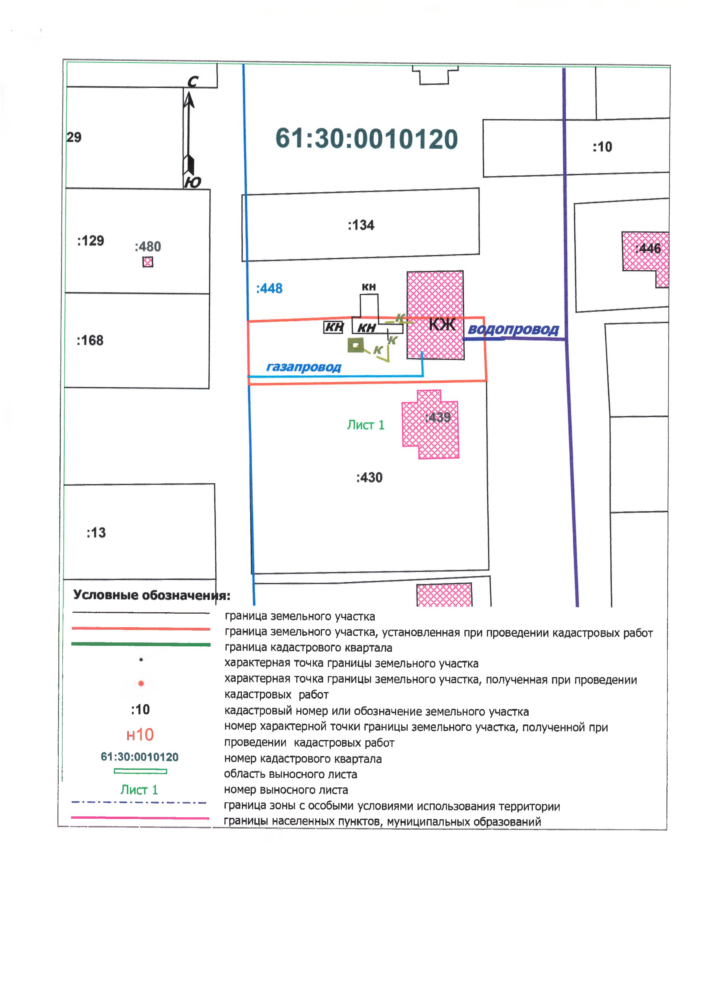 С
29
61:30:0010120
:10
Ю
:134
:129
:480
:446
:448
кн
К
КЖ
водопровод
КН
КН
:168
К
К
газапровод
:439
Лист 1
:430
:13
Условные обозначения:
граница земельного участка
граница земельного участка, установленная при проведении кадастровых работ
граница кадастрового квартала
характерная точка границы земельного участка
характерная точка границы земельного участка, полученная при проведении
кадастровых работ
:10 кадастровый номер или обозначение земельного участка
номер характерной точки границы земельного участка, полученной при
н10
проведении кадастровых работ
61:30:0010120 номер кадастрового квартала
область выносного листа
Лист 1 номер выносного листа
граница зоны с особыми условиями использования территории
границы населенных пунктов, муниципальных образований